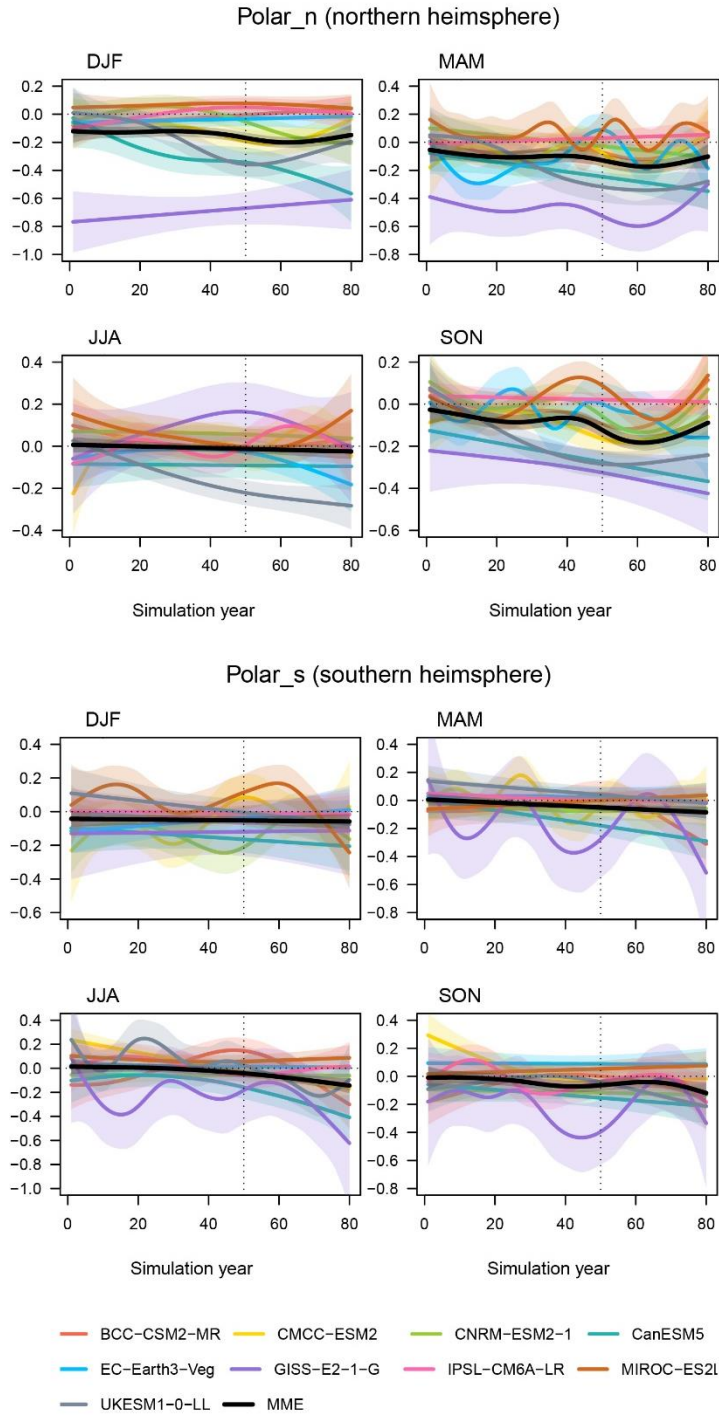 Polar_n (northern heimsphere)
DJF
MAM
0.2
0.0
−0.2
−0.4
−0.6
−0.8
−1.0
0.4
0.2
0.0
−0.2
−0.4
−0.6
−0.8
0 20 40 60 80
0 20 40 60 80
JJA
SON
0.4
0.2
0.0
−0.2
−0.4
0.2
0.0
−0.2
−0.4
−0.6
0 20 40 60 80
0 20 40 60 80
Simulation year
Simulation year
Polar_s (southern heimsphere)
DJF
MAM
0.4
0.2
0.0
−0.2
−0.4
−0.6
0.4
0.2
0.0
−0.2
−0.4
−0.6
−0.8
0 20 40 60 80
0 20 40 60 80
JJA
SON
0.4
0.2
0.0
−0.2
−0.4
−0.6
−0.8
−1.0
0.4
0.2
0.0
−0.2
−0.4
−0.6
−0.8
0 20 40 60 80
0 20 40 60 80
Simulation year
Simulation year
BCC−CSM2−MR CMCC−ESM2 CNRM−ESM2−1 CanESM5
EC−Earth3−Veg GISS−E2−1−G IPSL−CM6A−LR MIROC−ES2L
UKESM1−0−LL MME